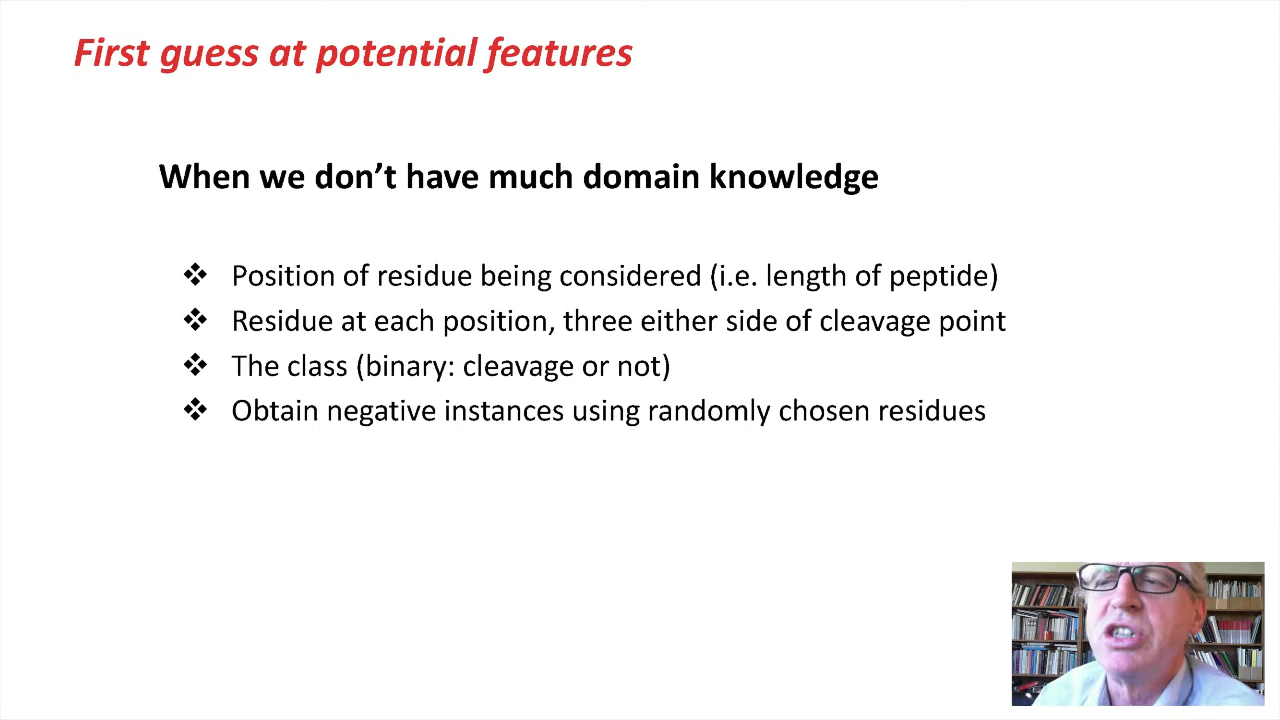 First guess at potential features
When we don't have much domain knowledge
❖ Position of residue being considered (i.e. length of peptide)
❖ Residue at each position, three either side of cleavage point
❖ The class (binary: cleavage or not)
❖ Obtain negative instances using randomly chosen residues